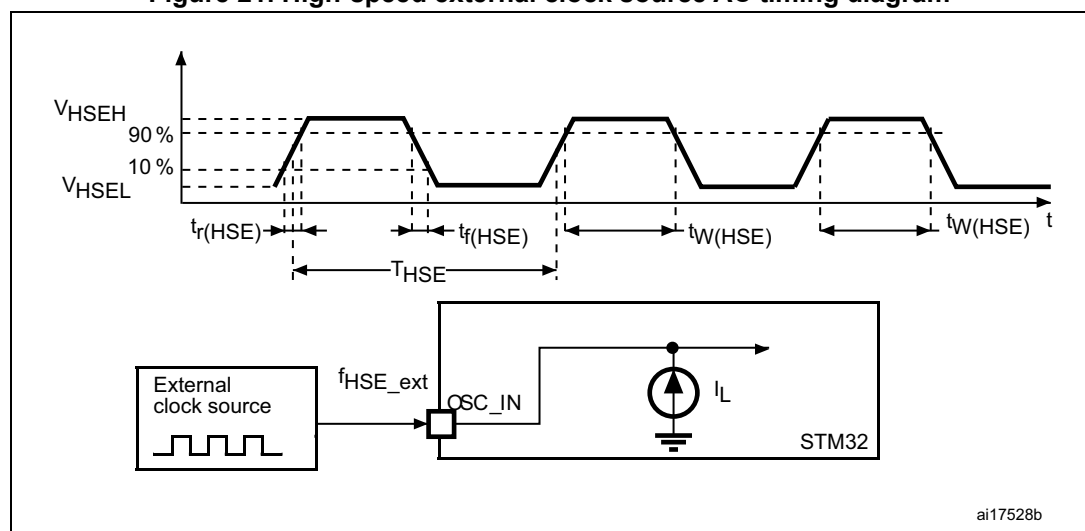 Figure 21. High-speed external clock source AC timing diagram
VHSEH
90 %
10 %
VHSEL
tr(HSE)
tf(HSE)
tW(HSE)
tW(HSE)
t
THSE
External
clock source
fHSE_ext
OSC_IN
IL
STM32
ai17528b